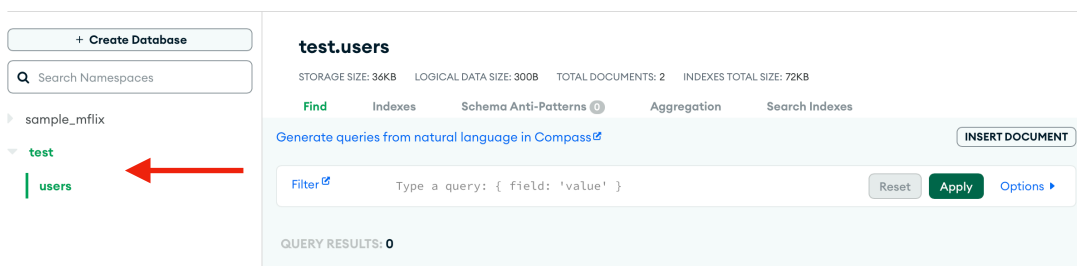 + Create Database
Search Namespaces
sample_mflix
test
users
test.users
STORAGE SIZE: 36KB LOGICAL DATA SIZE: 300B TOTAL DOCUMENTS: 2 INDEXES TOTAL SIZE: 72KB
Find Indexes Schema Anti-Patterns 0 Aggregation Search Indexes
Generate queries from natural language in Compass
INSERT DOCUMENT
Filter Type a query: { field: 'value' } Reset Apply Options
QUERY RESULTS: 0